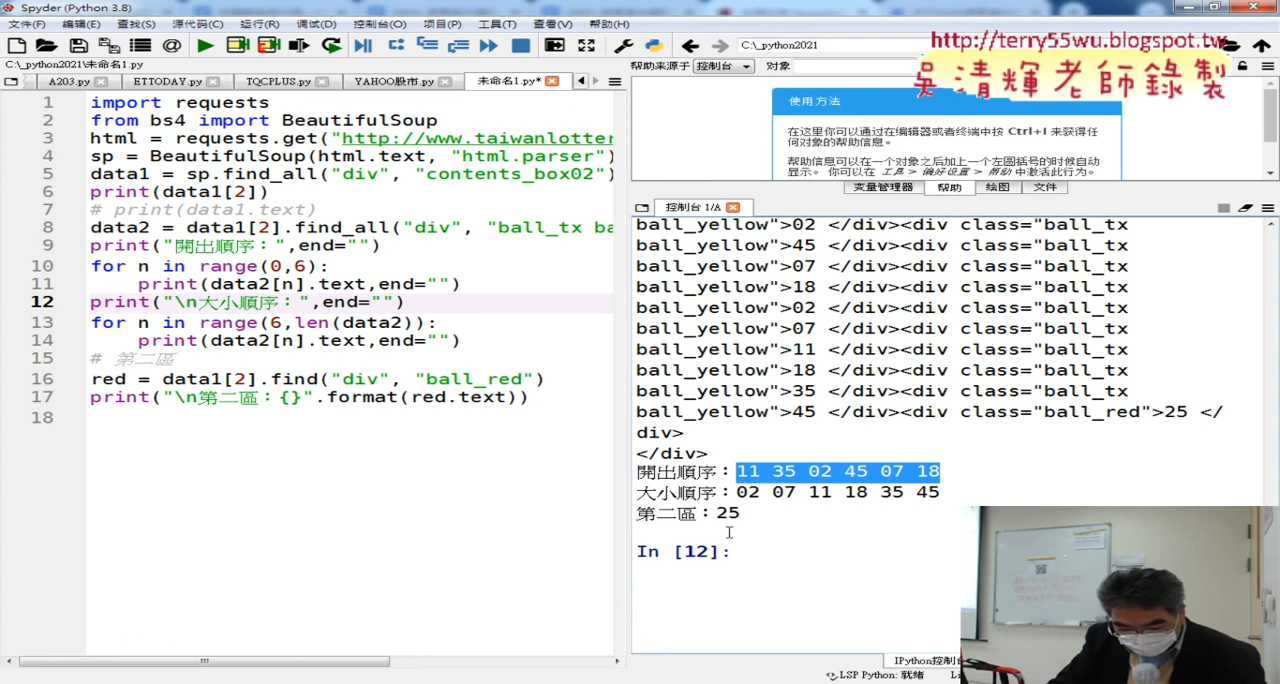 Spyder (Python 3.8)
文件(F) 编辑(E) 查找(S) 源代码(C) 运行(R) 调试(D) 控制台(O) 项目(P) 工具(T) 查看(V) 帮助(H)
C:\_python2021
http://terry55wu.blogspot.tw
吳清輝老師錄製
C:\_python2021\未命名1.py
A203.py ETTODAY.py TQCPLUS.py YAHOO股市.py 未命名1.py*
1 import requests
2 from bs4 import BeautifulSoup
3 html = requests.get("http://www.taiwanlotter
4 sp = BeautifulSoup(html.text, "html.parser")
5 data1 = sp.find_all("div", "contents_box02")
6 print(data1[2])
7 # print(data1.text)
8 data2 = data1[2].find_all("div", "ball_tx ba
9 print("開出順序：",end="")
10 for n in range(0,6):
11 print(data2[n].text,end="")
12 print("\n大小順序：",end="")
13 for n in range(6,len(data2)):
14 print(data2[n].text,end="")
15 # 第二區
16 red = data1[2].find("div", "ball_red")
17 print("\n第二區：{}".format(red.text))
18
帮助来源于 控制台 对象
使用方法
在这里你可以通过在编辑器或者终端中按 Ctrl+I 来获得任
何对象的帮助信息。
帮助信息可以在一个对象之后加上一个左圆括号的时候自动
显示。 你可以在 工具 > 偏好设置 > 帮助 中激活此行为。
变量管理器 帮助 绘图 文件
控制台 1/A
ball_yellow">02 </div><div class="ball_tx
ball_yellow">45 </div><div class="ball_tx
ball_yellow">07 </div><div class="ball_tx
ball_yellow">18 </div><div class="ball_tx
ball_yellow">02 </div><div class="ball_tx
ball_yellow">07 </div><div class="ball_tx
ball_yellow">11 </div><div class="ball_tx
ball_yellow">18 </div><div class="ball_tx
ball_yellow">35 </div><div class="ball_tx
ball_yellow">45 </div><div class="ball_red">25 </
div>
</div>
開出順序：11 35 02 45 07 18
大小順序：02 07 11 18 35 45
第二區：25
In [12]:
IPython控制台
LSP Python: 就绪